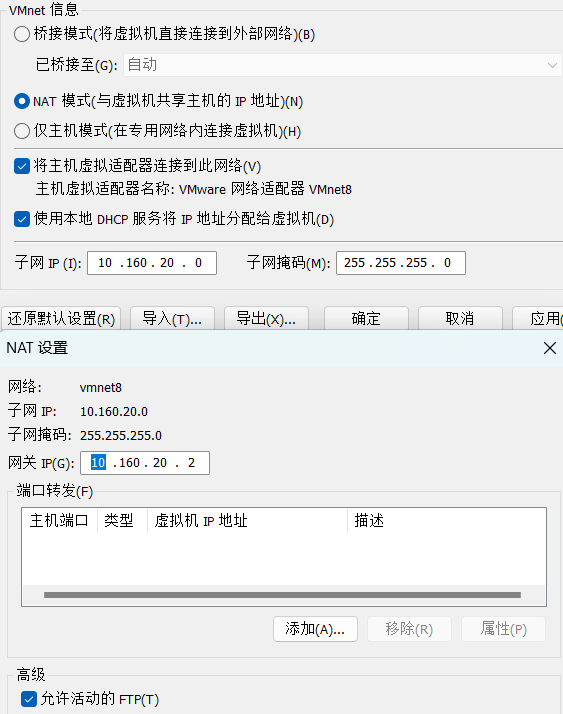 VMnet 信息
桥接模式(将虚拟机直接连接到外部网络)(B)
已桥接至(G): 自动
NAT 模式(与虚拟机共享主机的 IP 地址)(N)
仅主机模式(在专用网络内连接虚拟机)(H)
将主机虚拟适配器连接到此网络(V)
主机虚拟适配器名称: VMware 网络适配器 VMnet8
使用本地 DHCP 服务将 IP 地址分配给虚拟机(D)
子网 IP (I): 10 .160. 20 . 0 子网掩码(M): 255.255.255. 0
还原默认设置(R) 导入(T)... 导出(X)... 确定 取消 应用(
NAT 设置
网络: vmnet8
子网 IP: 10.160.20.0
子网掩码: 255.255.255.0
网关 IP(G): 10 .160. 20 . 2
端口转发(F)
主机端口 类型 虚拟机 IP 地址 描述
添加(A)... 移除(R) 属性(P)
高级
允许活动的 FTP(T)